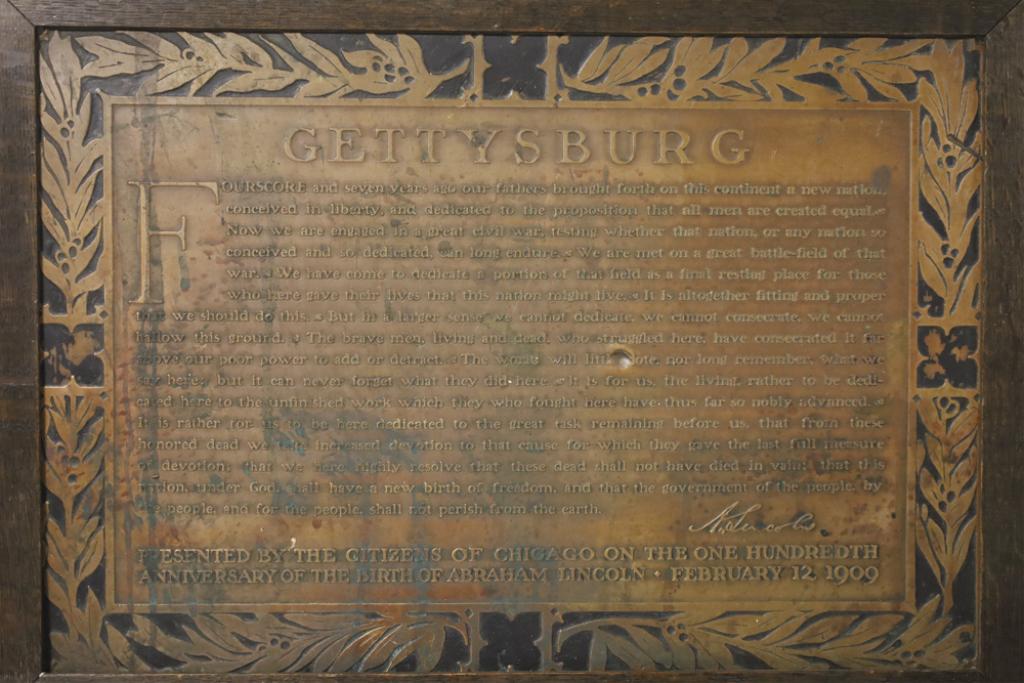 GETTYSBURG
FOURSCORE and seven years ago our fathers brought forth on this continent a new nation,
conceived in liberty, and dedicated to the proposition that all men are created equal.
Now we are engaged in a great civil war, testing whether that nation, or any nation so
conceived and so dedicated, can long endure. We are met on a great battle-field of that
war. We have come to dedicate a portion of that field as a final resting place for those
who here gave their lives that this nation might live. It is altogether fitting and proper
that we should do this. But in a larger sense we cannot dedicate, we cannot consecrate, we cannot
hallow this ground. The brave men, living and dead, who struggled here, have consecrated it far
above our poor power to add or detract. The world will little note, nor long remember, what we
say here, but it can never forget what they did here. It is for us, the living, rather to be dedi-
cated here to the unfinished work which they who fought here have thus far so nobly advanced.
It is rather for us to be here dedicated to the great task remaining before us, that from these
honored dead we take increased devotion to that cause for which they gave the last full measure
of devotion; that we here highly resolve that these dead shall not have died in vain; that this
nation, under God, shall have a new birth of freedom, and that the government of the people, by
the people, and for the people, shall not perish from the earth.
A. Lincoln
PRESENTED BY THE CITIZENS OF CHICAGO ON THE ONE HUNDREDTH
ANNIVERSARY OF THE BIRTH OF ABRAHAM LINCOLN • FEBRUARY 12 1909